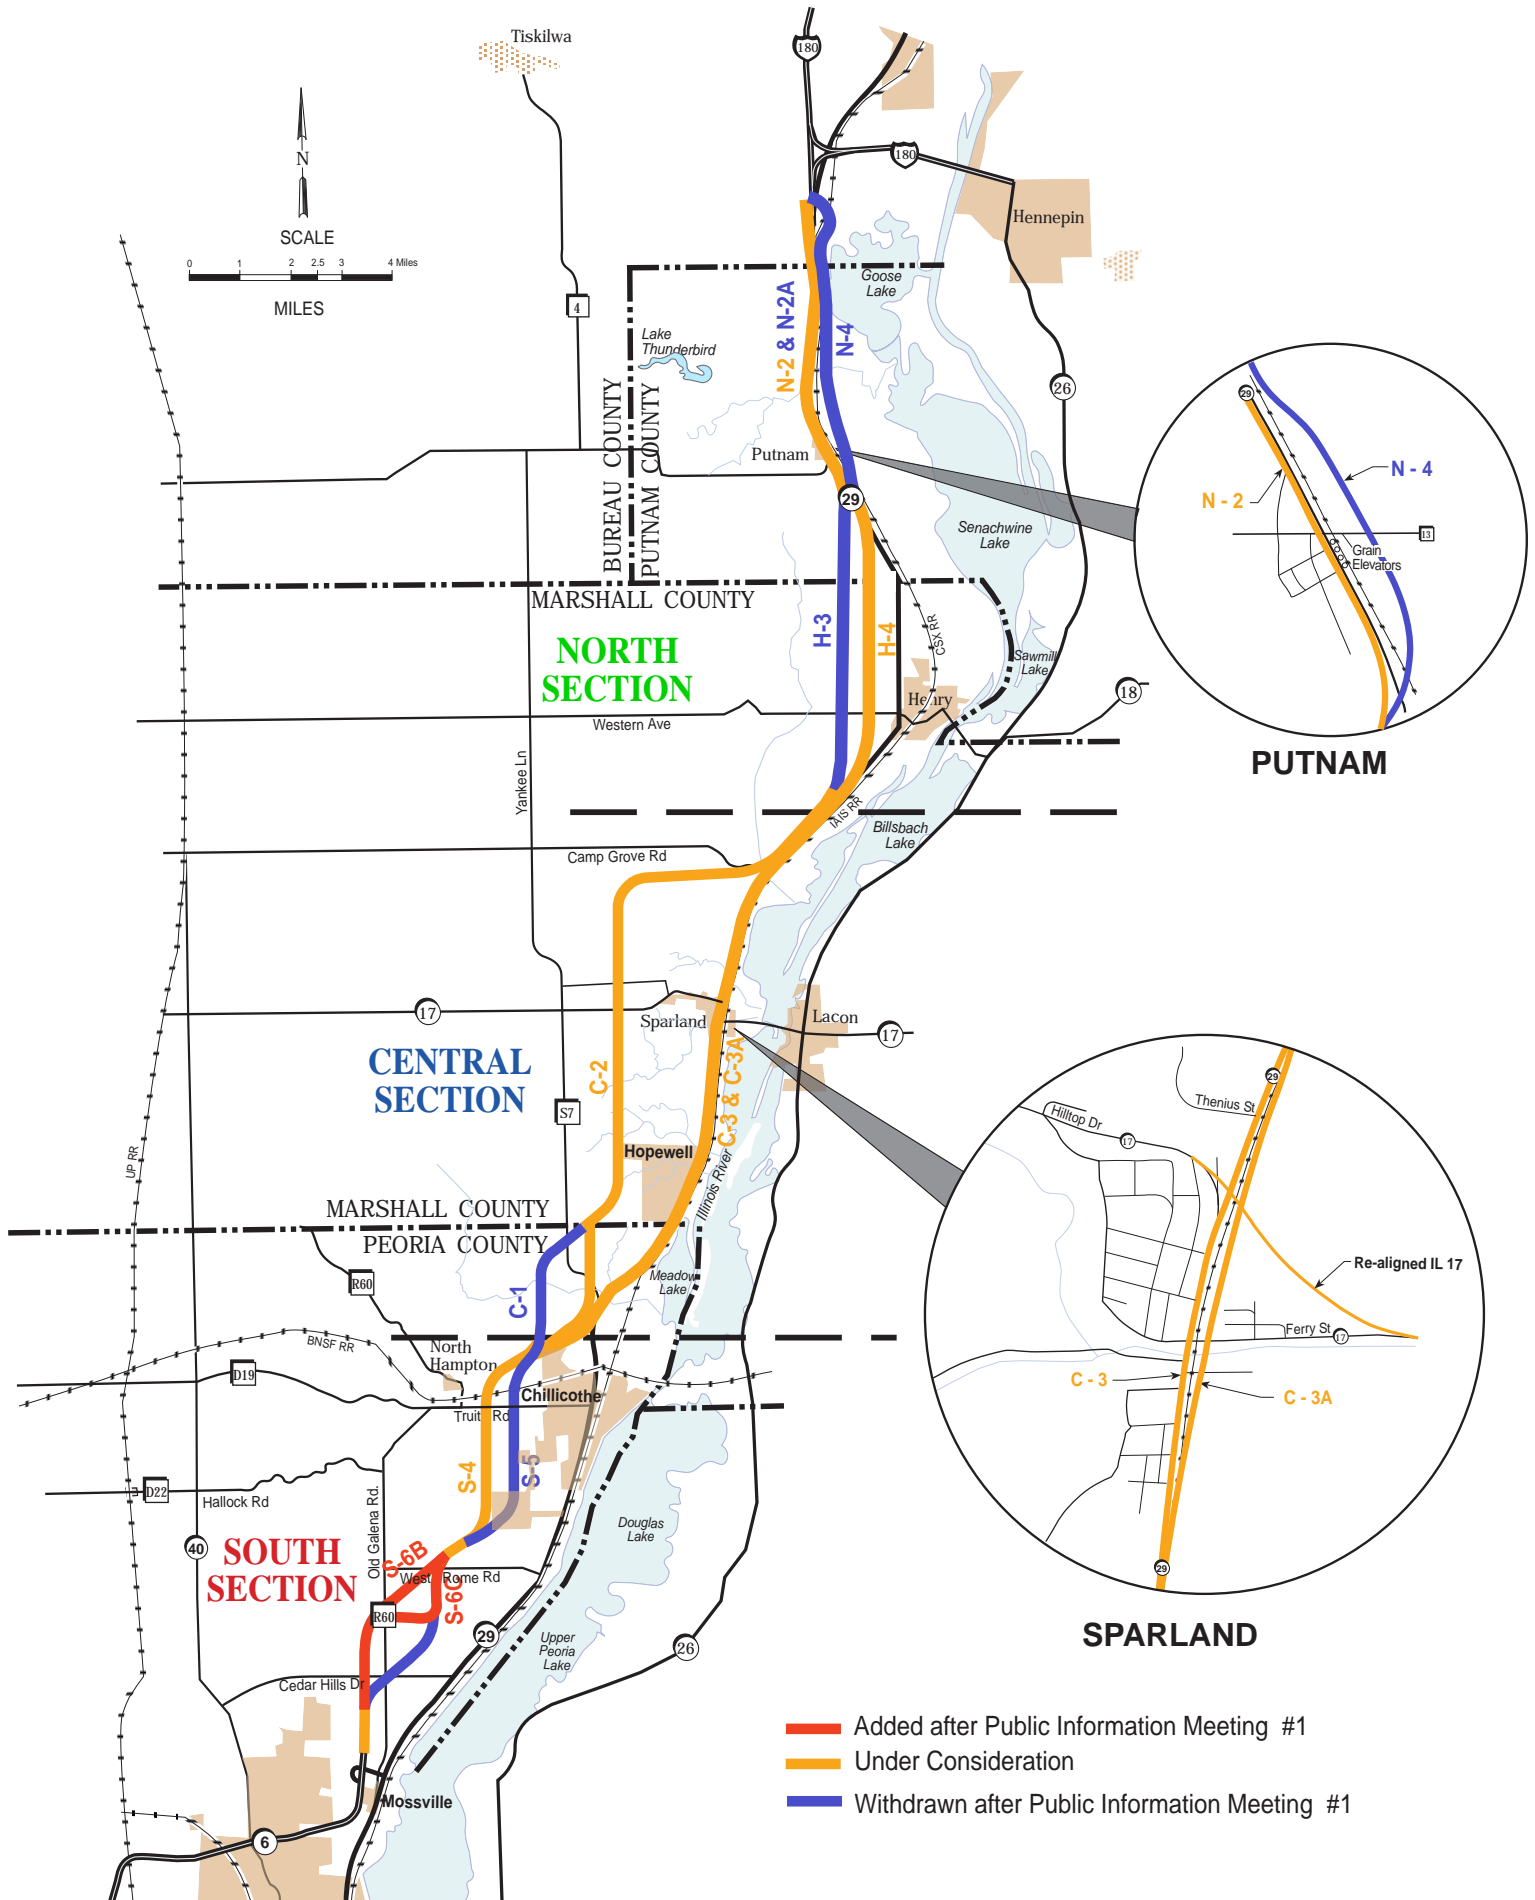 Tiskilwa
180
180
N
SCALE
0 1 2 2.5 3 4 Miles
MILES
Hennepin
Goose
Lake
4
Lake
Thunderbird
N-2 & N-2A
N-4
26
BUREAU COUNTY
PUTNAM COUNTY
Putnam
29
Senachwine
Lake
29
N - 4
N - 2
13
Grain
Elevators
PUTNAM
MARSHALL COUNTY
NORTH
SECTION
H-3
H-4
CSX RR
Sawmill
Lake
Henry
18
Western Ave
Yankee Ln
IAIS RR
Billsbach
Lake
Camp Grove Rd
17
Sparland
Lacon
17
CENTRAL
SECTION
C-2
C-3 & C-3A
S7
Hopewell
Illinois River
UP RR
MARSHALL COUNTY
PEORIA COUNTY
R60
Meadow
Lake
C-1
BNSF RR
North
Hampton
D19
Chillicothe
Truit Rd
S-4
S-5
D22
Hallock Rd
Old Galena Rd.
Douglas
Lake
40
SOUTH
SECTION
S-6B
West Rome Rd
S-6C
R60
29
Upper
Peoria
Lake
26
Cedar Hills Dr
Mossville
6
29
Thenius St
Hilltop Dr
17
Re-aligned IL 17
Ferry St
17
C - 3
C - 3A
29
SPARLAND
Added after Public Information Meeting #1
Under Consideration
Withdrawn after Public Information Meeting #1